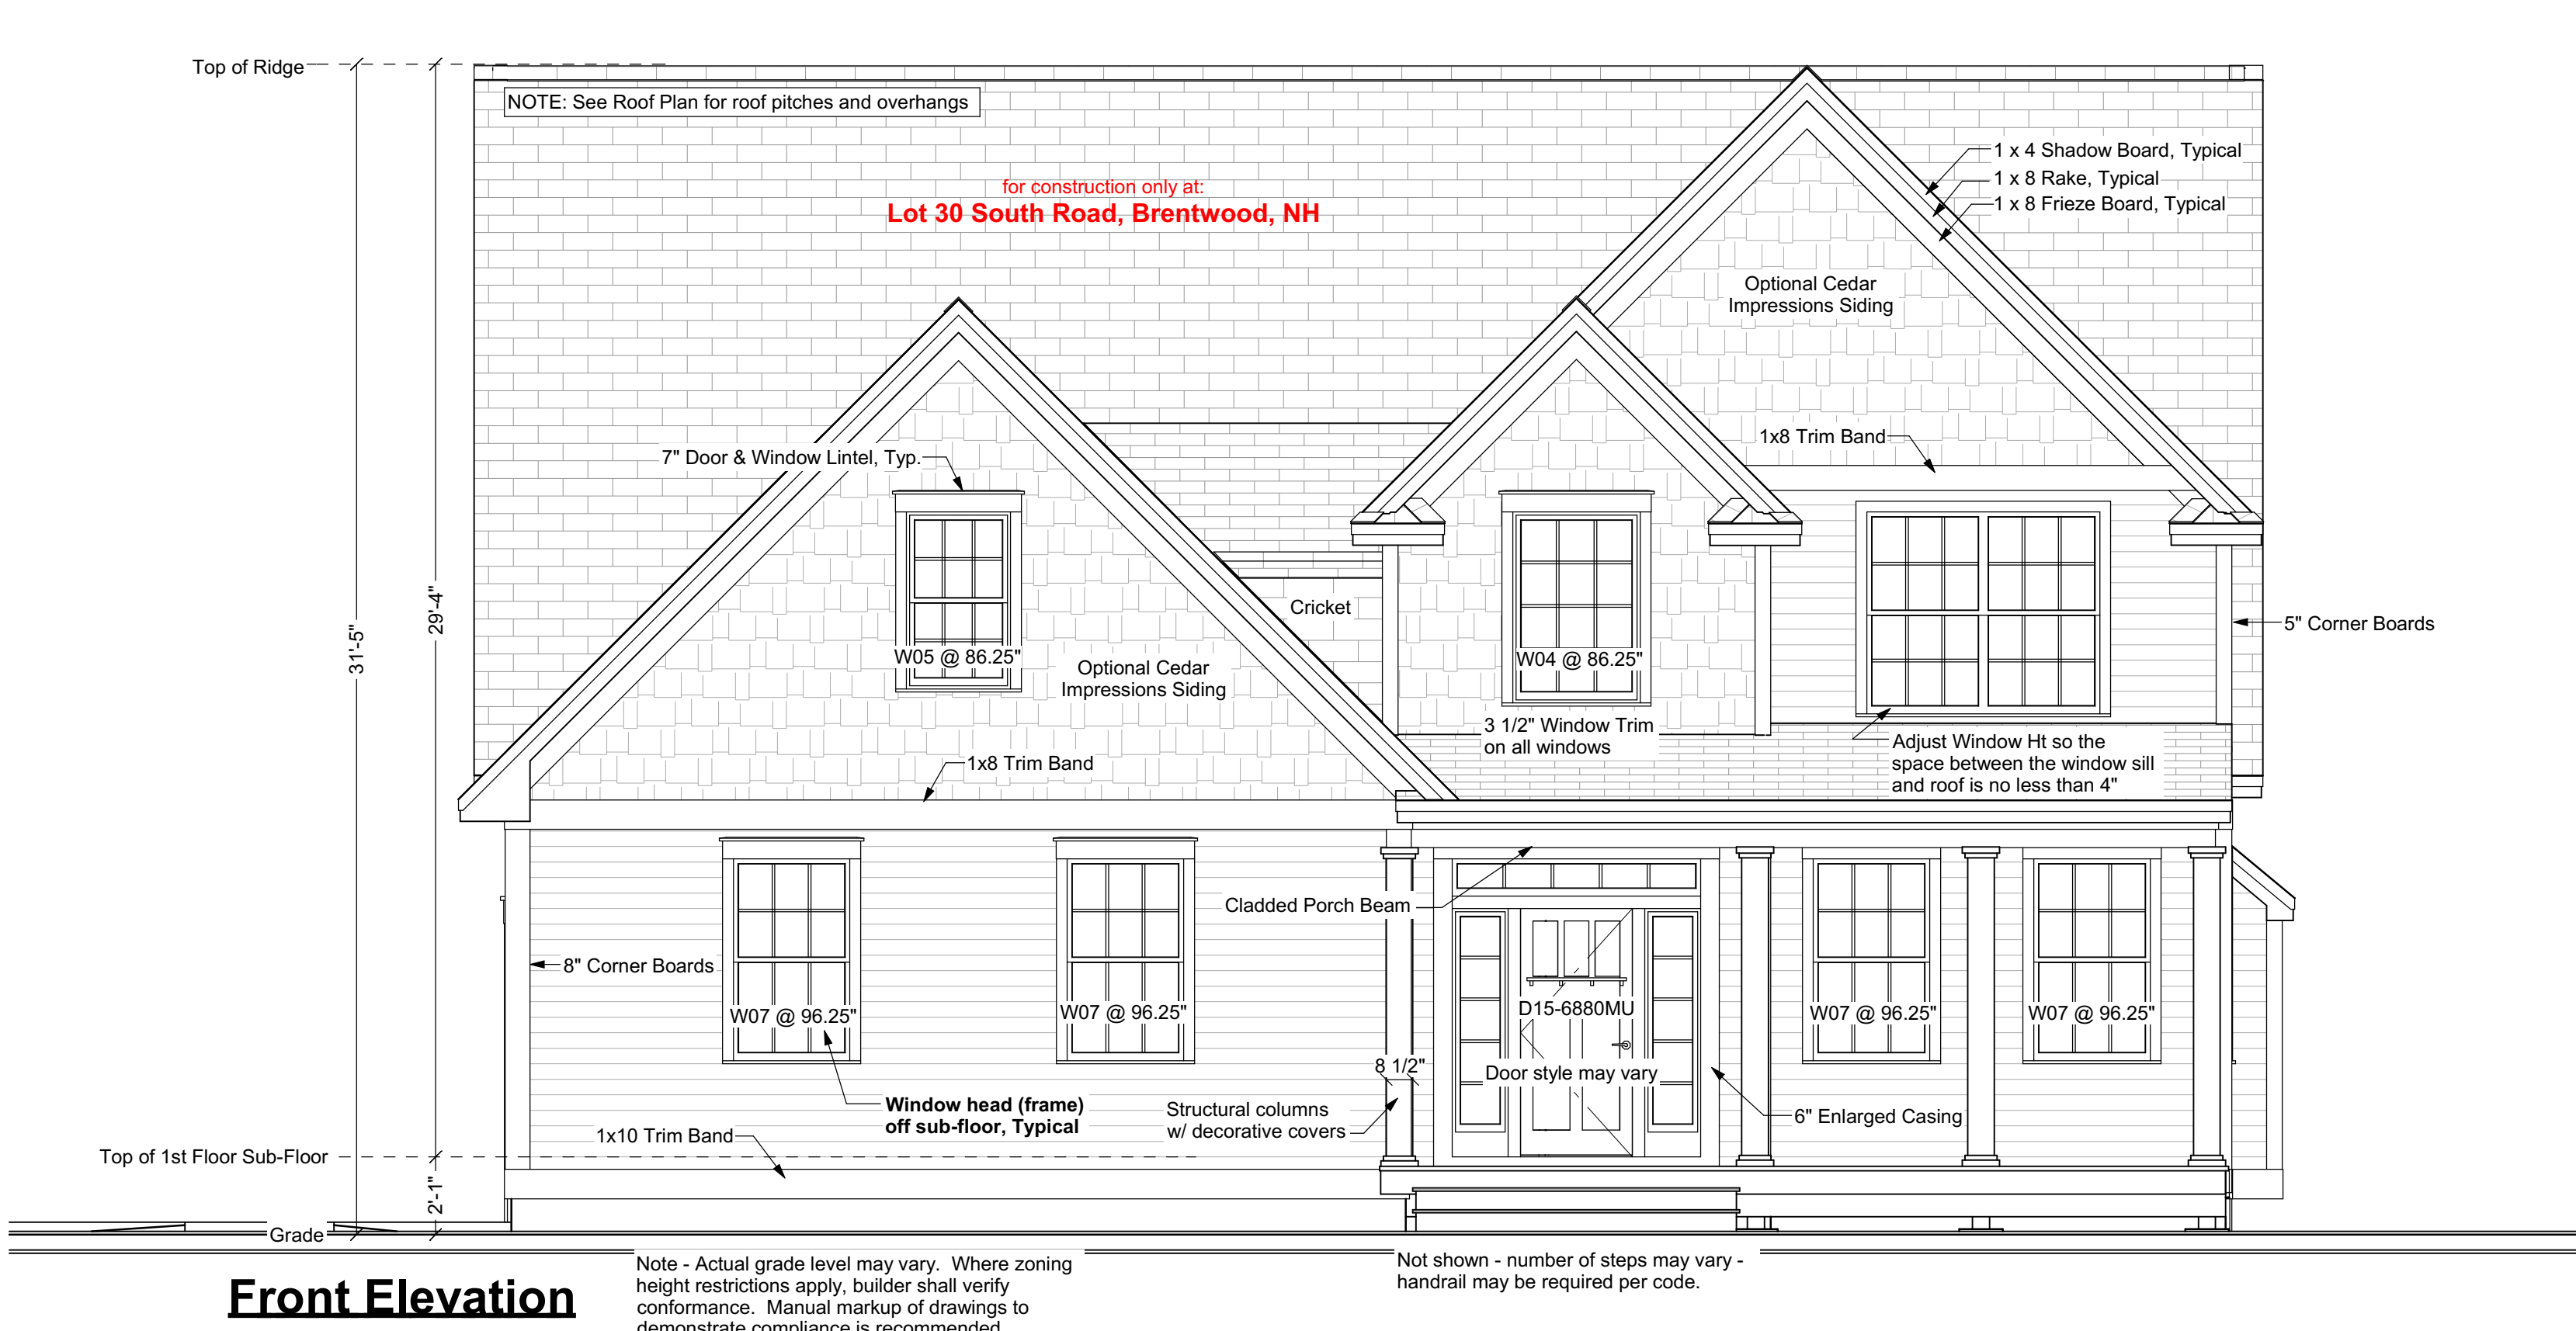 Top of Ridge
NOTE: See Roof Plan for roof pitches and overhangs
for construction only at:
Lot 30 South Road, Brentwood, NH
1 x 4 Shadow Board, Typical
1 x 8 Rake, Typical
1 x 8 Frieze Board, Typical
Optional Cedar
Impressions Siding
1x8 Trim Band
7" Door & Window Lintel, Typ.
31'-5"
29'-4"
Cricket
5" Corner Boards
W05 @ 86.25"
W04 @ 86.25"
Optional Cedar
Impressions Siding
3 1/2" Window Trim
on all windows
Adjust Window Ht so the
space between the window sill
and roof is no less than 4"
1x8 Trim Band
Cladded Porch Beam
8" Corner Boards
W07 @ 96.25"
W07 @ 96.25"
D15-6880MU
W07 @ 96.25"
W07 @ 96.25"
8 1/2"
Door style may vary
Window head (frame)
off sub-floor, Typical
Structural columns
w/ decorative covers
6" Enlarged Casing
1x10 Trim Band
Top of 1st Floor Sub-Floor
2'-1"
Grade
Front Elevation
Note - Actual grade level may vary. Where zoning
height restrictions apply, builder shall verify
conformance. Manual markup of drawings to
demonstrate compliance is recommended
Not shown - number of steps may vary -
handrail may be required per code.